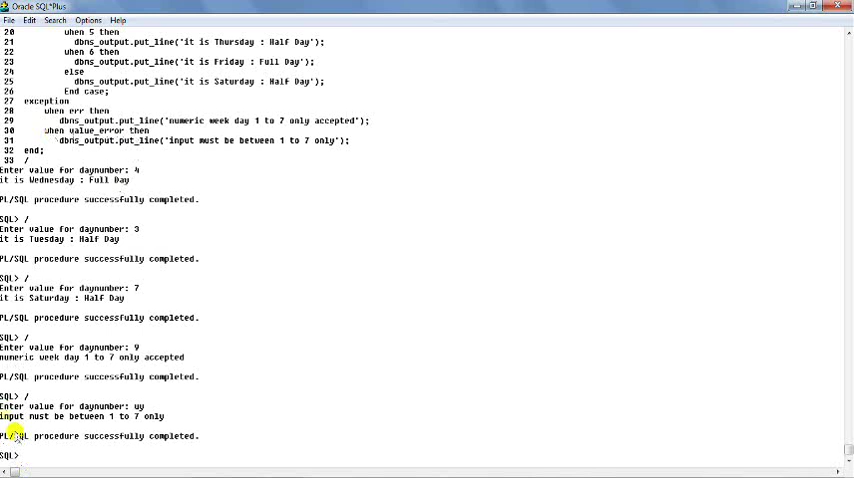 Oracle SQL*Plus
File Edit Search Options Help
20 when 5 then
21 dbms_output.put_line('it is Thursday : Half Day');
22 when 6 then
23 dbms_output.put_line('it is Friday : Full Day');
24 else
25 dbms_output.put_line('it is Saturday : Half Day');
26 End case;
27 exception
28 when err then
29 dbms_output.put_line('numeric week day 1 to 7 only accepted');
30 when value_error then
31 dbms_output.put_line('input must be between 1 to 7 only');
32 end;
33 /
Enter value for daynumber: 4
it is Wednesday : Full Day
PL/SQL procedure successfully completed.
SQL> /
Enter value for daynumber: 3
it is Tuesday : Half Day
PL/SQL procedure successfully completed.
SQL> /
Enter value for daynumber: 7
it is Saturday : Half Day
PL/SQL procedure successfully completed.
SQL> /
Enter value for daynumber: 9
numeric week day 1 to 7 only accepted
PL/SQL procedure successfully completed.
SQL> /
Enter value for daynumber: uy
input must be between 1 to 7 only
PL/SQL procedure successfully completed.
SQL>